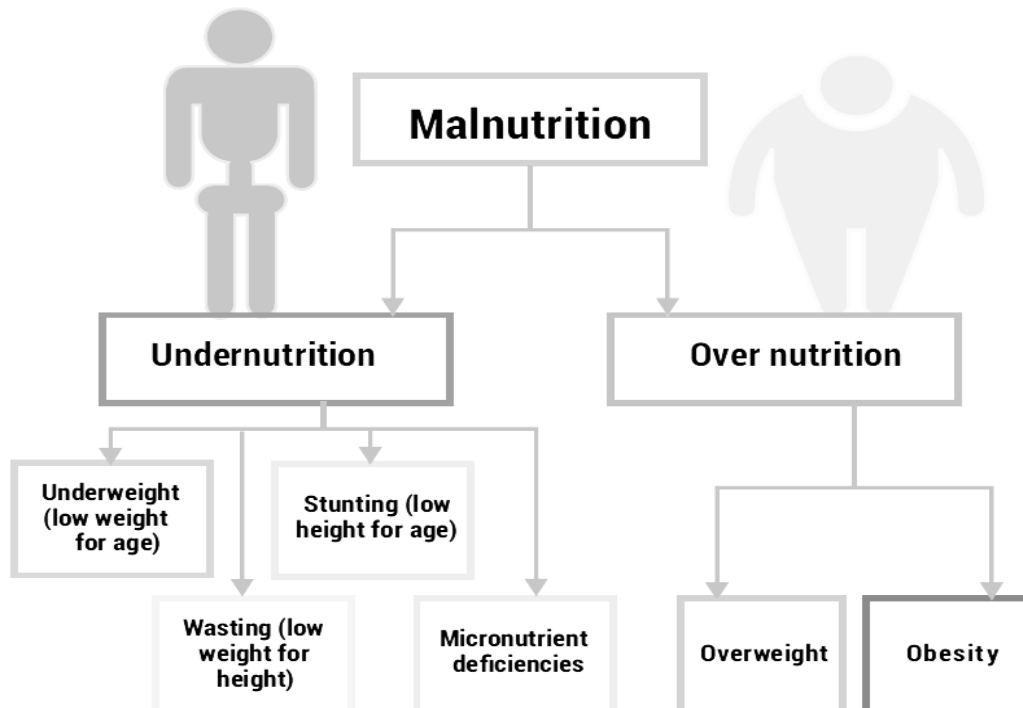 Malnutrition
Undernutrition
Over nutrition
Underweight
(low weight
for age)
Stunting (low
height for age)
Wasting (low
weight for
height)
Micronutrient
deficiencies
Overweight
Obesity